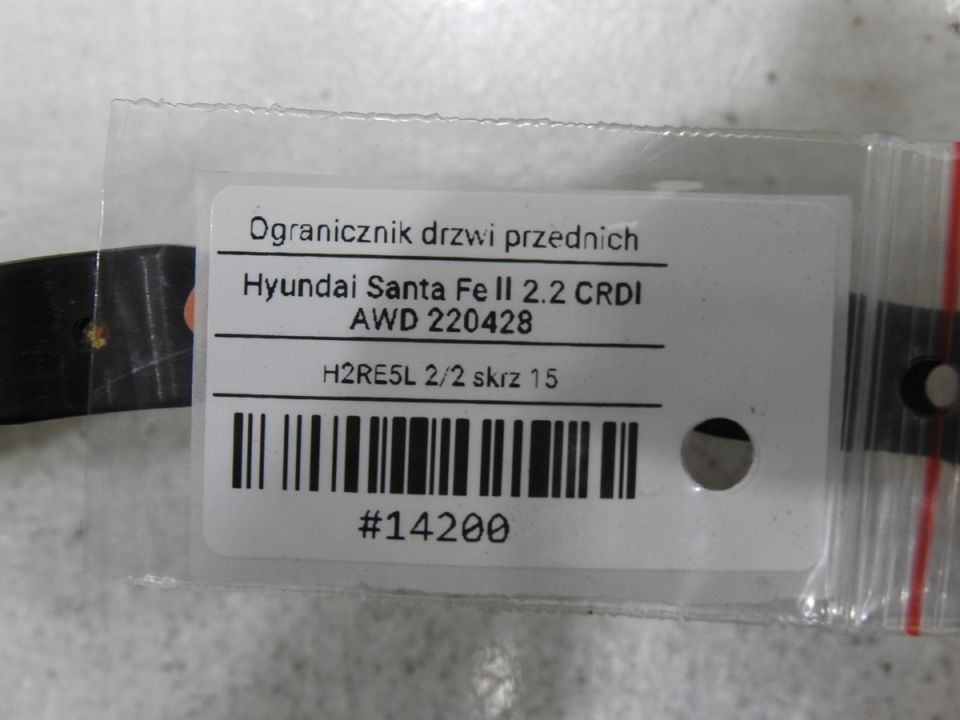 Ogranicznik drzwi przednich
Hyundai Santa Fe II 2.2 CRDI
AWD 220428
H2RE5L 2/2 skrz 15
#14200